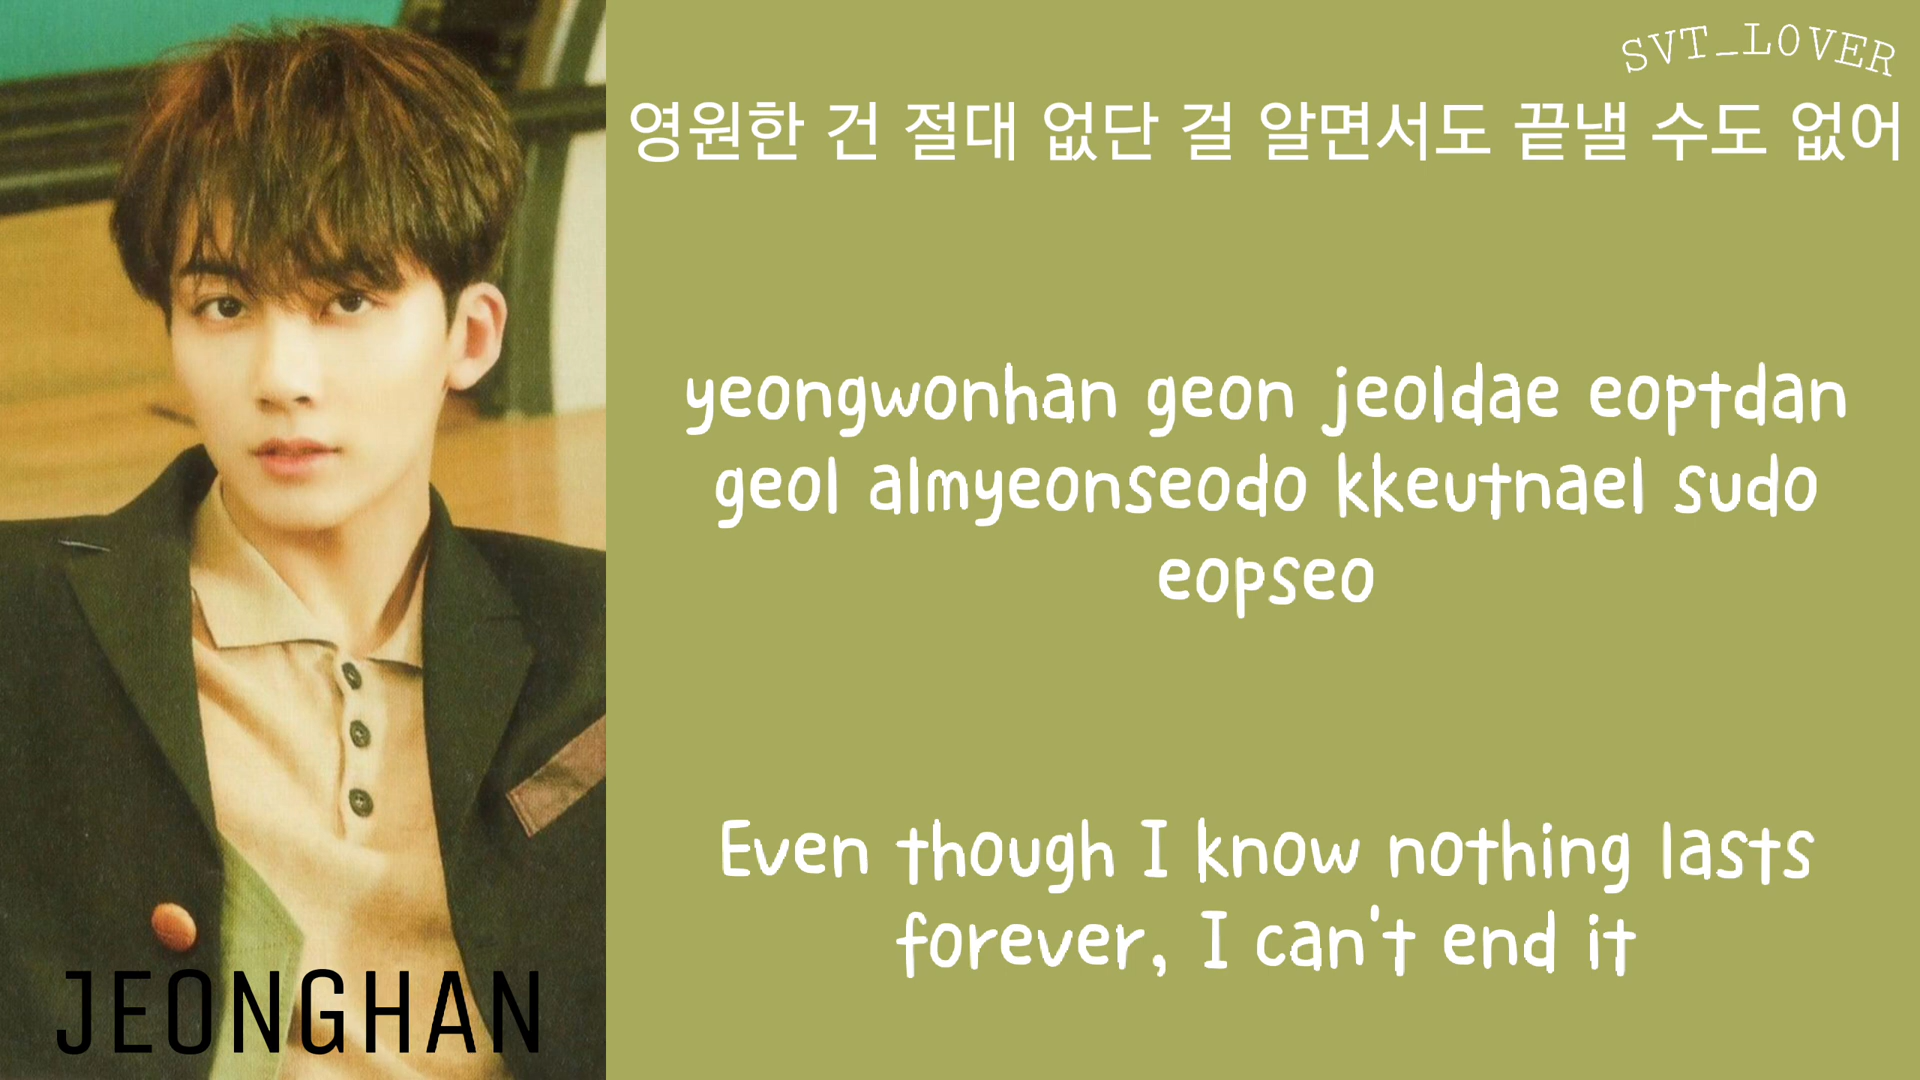 SVT_LOVER
영원한 건 절대 없단 걸 알면서도 끝낼 수도 없어
yeongwonhan geon jeoldae eoptdan
geol almyeonseodo kkeutnael sudo
eopseo
Even though I know nothing lasts
forever, I can't end it
JEONGHAN